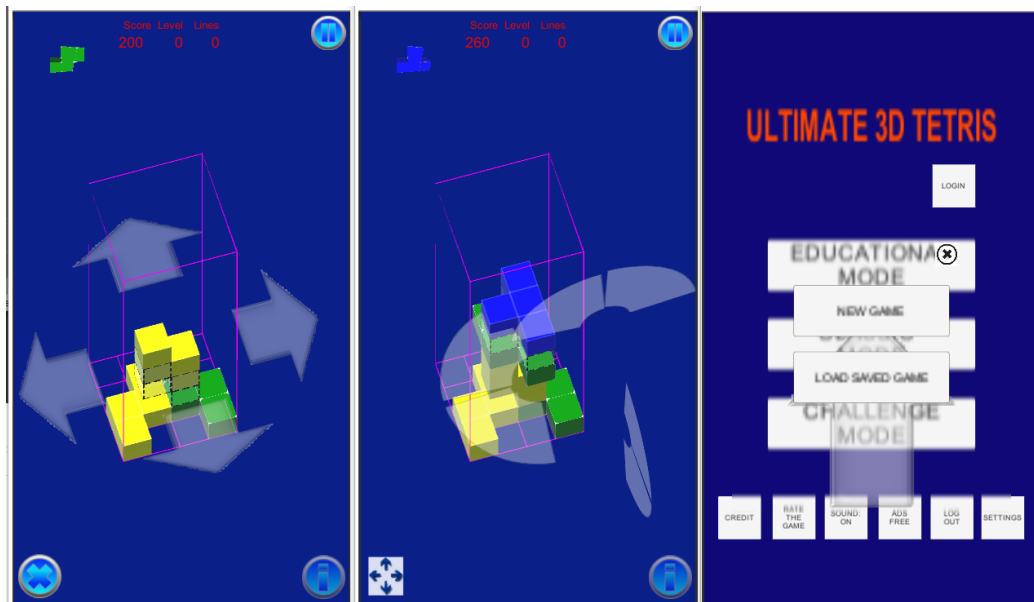 Score Level Lines
200 0 0
Score Level Lines
260 0 0
ULTIMATE 3D TETRIS
LOGIN
EDUCATIONA
MODE
NEW GAME
MODE
LOAD SAVED GAME
CHALLENGE
MODE
CREDIT
RATE THE GAME
SOUND: ON
ADS FREE
LOG OUT
SETTINGS